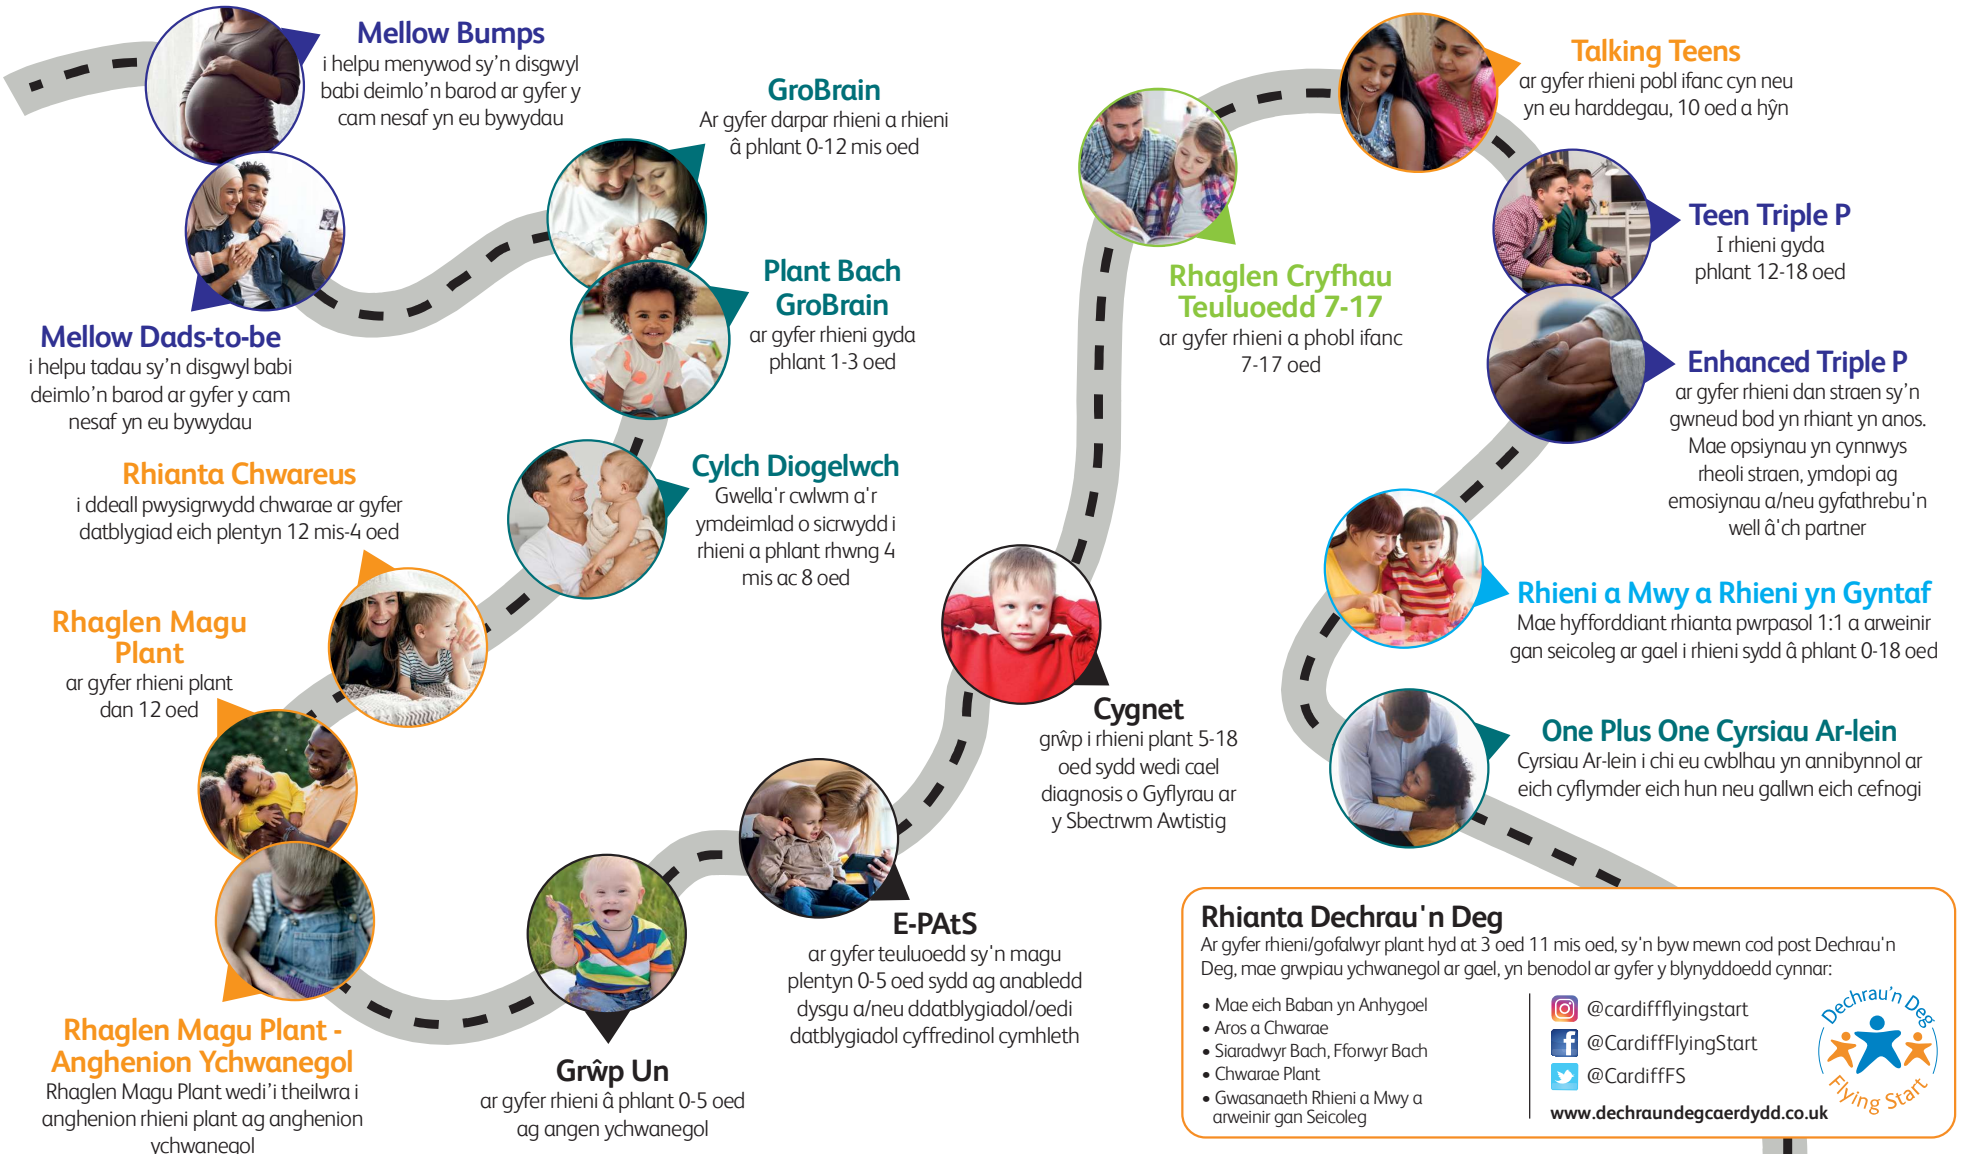 Mellow Bumps
i helpu menywod sy'n disgwyl
babi deimlo'n barod ar gyfer y
cam nesaf yn eu bywydau
Mellow Dads-to-be
i helpu tadau sy'n disgwyl babi
deimlo'n barod ar gyfer y cam
nesaf yn eu bywydau
GroBrain
Ar gyfer darpar rhieni a rhieni
â phlant 0-12 mis oed
Plant Bach
GroBrain
ar gyfer rhieni gyda
phlant 1-3 oed
Cylch Diogelwch
Gwella'r cwlwm a'r
ymdeimlad o sicrwydd i
rhieni a phlant rhwng 4
mis ac 8 oed
Rhianta Chwareus
i ddeall pwysigrwydd chwarae ar gyfer
datblygiad eich plentyn 12 mis-4 oed
Rhaglen Magu
Plant
ar gyfer rhieni plant
dan 12 oed
Rhaglen Magu Plant -
Anghenion Ychwanegol
Rhaglen Magu Plant wedi'i theilwra i
anghenion rhieni plant ag anghenion
ychwanegol
Grŵp Un
ar gyfer rhieni â phlant 0-5 oed
ag angen ychwanegol
E-PAtS
ar gyfer teuluoedd sy'n magu
plentyn 0-5 oed sydd ag anabledd
dysgu a/neu ddatblygiadol/oedi
datblygiadol cyffredinol cymhleth
Cygnet
grŵp i rhieni plant 5-18
oed sydd wedi cael
diagnosis o Gyflyrau ar
y Sbectrwm Awtistig
Rhaglen Cryfhau
Teuluoedd 7-17
ar gyfer rhieni a phobl ifanc
7-17 oed
Talking Teens
ar gyfer rhieni pobl ifanc cyn neu
yn eu harddegau, 10 oed a hŷn
Teen Triple P
I rhieni gyda
phlant 12-18 oed
Enhanced Triple P
ar gyfer rhieni dan straen sy'n
gwneud bod yn rhiant yn anos.
Mae opsiynau yn cynnwys
rheoli straen, ymdopi ag
emosiynau a/neu gyfathrebu'n
well â'ch partner
Rhieni a Mwy a Rhieni yn Gyntaf
Mae hyfforddiant rhianta pwrpasol 1:1 a arweinir
gan seicoleg ar gael i rhieni sydd â phlant 0-18 oed
One Plus One Cyrsiau Ar-lein
Cyrsiau Ar-lein i chi eu cwblhau yn annibynnol ar
eich cyflymder eich hun neu gallwn eich cefnogi
Rhianta Dechrau'n Deg
Ar gyfer rhieni/gofalwyr plant hyd at 3 oed 11 mis oed, sy'n byw mewn cod post Dechrau'n
Deg, mae grwpiau ychwanegol ar gael, yn benodol ar gyfer y blynyddoedd cynnar:
• Mae eich Baban yn Anhygoel
• Aros a Chwarae
• Siaradwyr Bach, Fforwyr Bach
• Chwarae Plant
• Gwasanaeth Rhieni a Mwy a
arweinir gan Seicoleg
@cardiffflyingstart
@CardiffFlyingStart
@CardiffFS
www.dechraundegcaerdydd.co.uk
Dechrau'n Deg
Flying Start